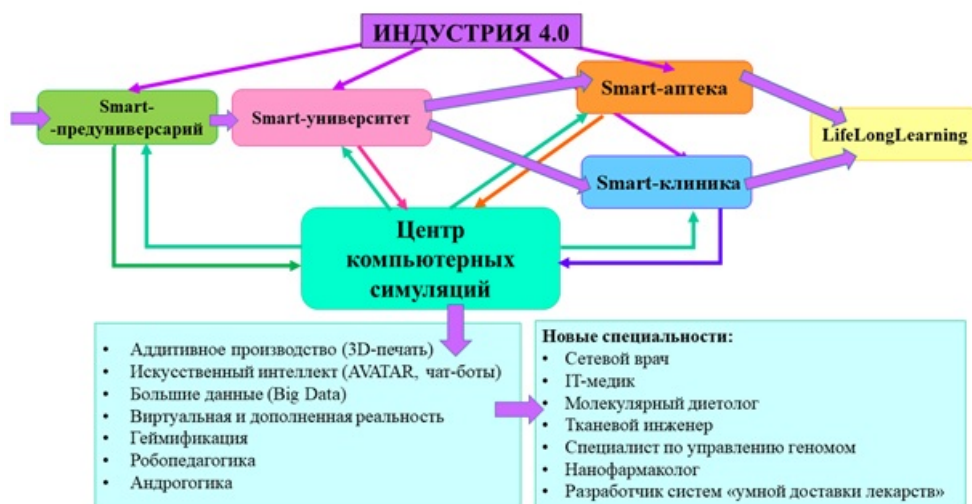 ИНДУСТРИЯ 4.0
Smart-
-предуниверсарий
Smart-университет
Smart-аптека
LifeLongLearning
Smart-клиника
Центр
компьютерных
симуляций
• Аддитивное производство (3D-печать)
• Искусственный интеллект (AVATAR, чат-боты)
• Большие данные (Big Data)
• Виртуальная и дополненная реальность
• Геймификация
• Робопедагогика
• Андрогогика
Новые специальности:
• Сетевой врач
• IT-медик
• Молекулярный диетолог
• Тканевой инженер
• Специалист по управлению геномом
• Нанофармаколог
• Разработчик систем «умной доставки лекарств»